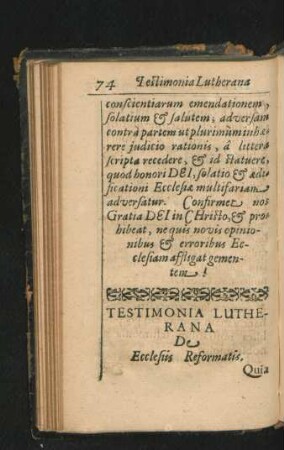 74 Testimonia Lutherana
conscientiarum emendationem,
solatium & salutem; adversam
contrà partem ut plurimùm inhæ-
rere judicio rationis, à litterâ
scripta recedere, & id statuere,
quod honori DEI, solatio & ædi-
ficationi Ecclesiæ multifariam
adversatur. Confirmet nos
Gratia DEI in CHristo, & pro-
hibeat, ne quis novis opinio-
nibus & erroribus Ec-
clesiam affligat gemen-
tem!
TESTIMONIA LUTHE-
RANA
De
Ecclesiis Reformatis.
Quia